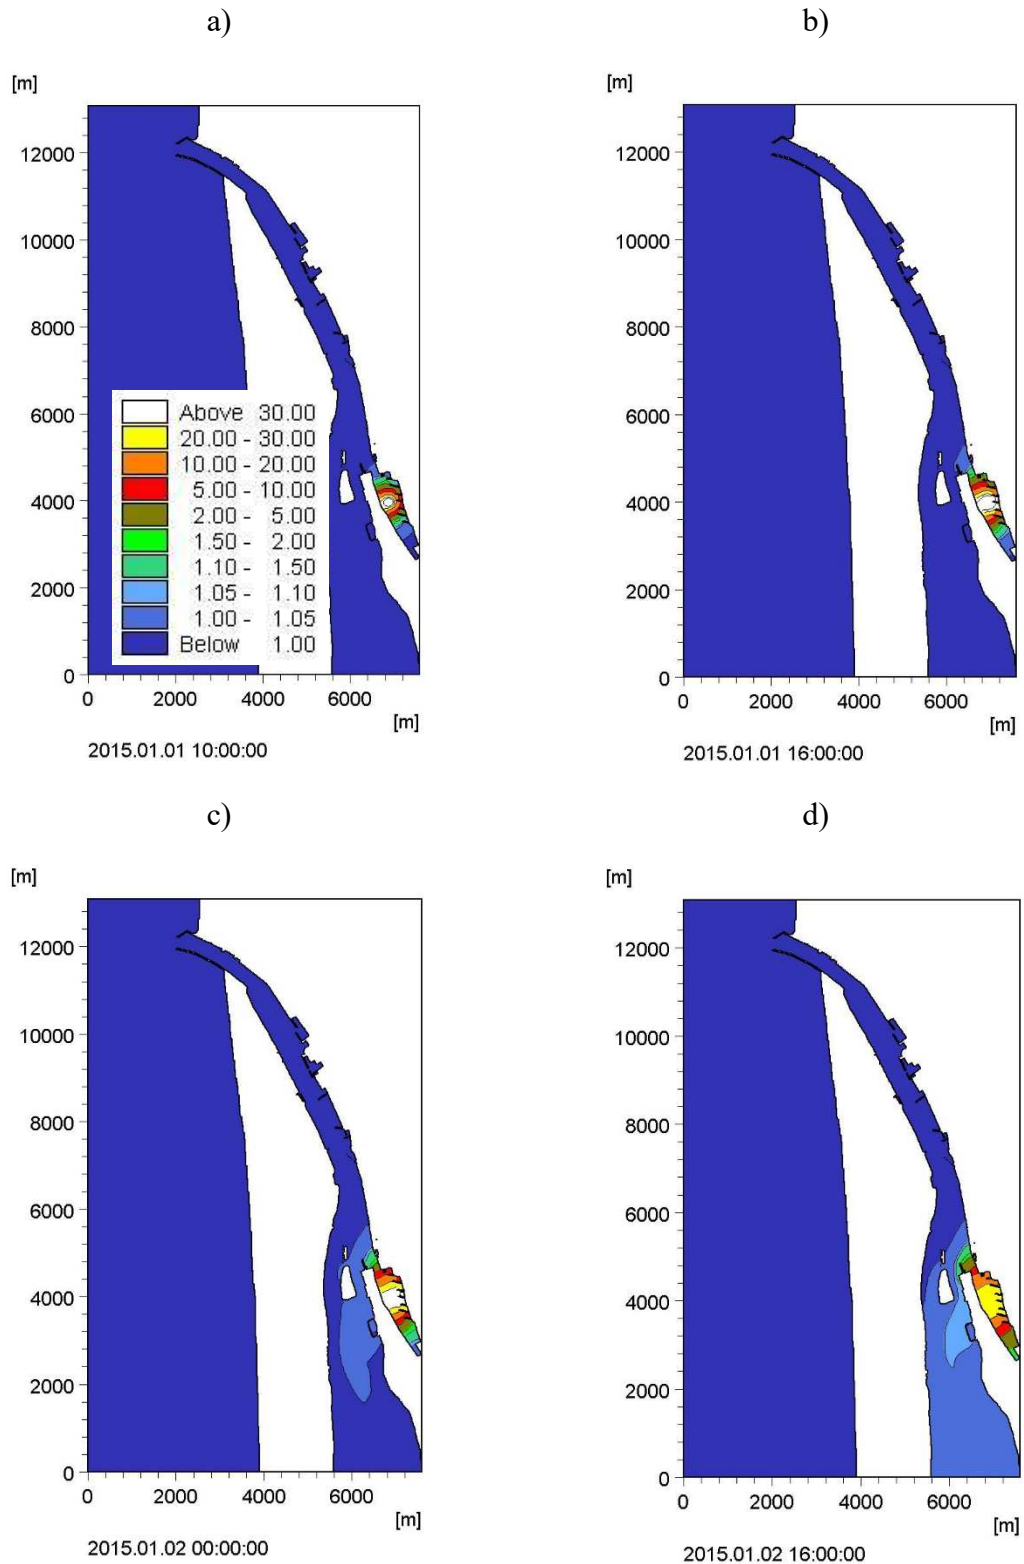 a)
b)
[m]
[m]
12000
10000
8000
6000
4000
2000
0
0 2000 4000 6000
[m]
Above 30.00
20.00 - 30.00
10.00 - 20.00
5.00 - 10.00
2.00 - 5.00
1.50 - 2.00
1.10 - 1.50
1.05 - 1.10
1.00 - 1.05
Below 1.00
2015.01.01 10:00:00
12000
10000
8000
6000
4000
2000
0
0 2000 4000 6000
[m]
2015.01.01 16:00:00
c)
d)
[m]
[m]
12000
10000
8000
6000
4000
2000
0
0 2000 4000 6000
[m]
2015.01.02 00:00:00
12000
10000
8000
6000
4000
2000
0
0 2000 4000 6000
[m]
2015.01.02 16:00:00